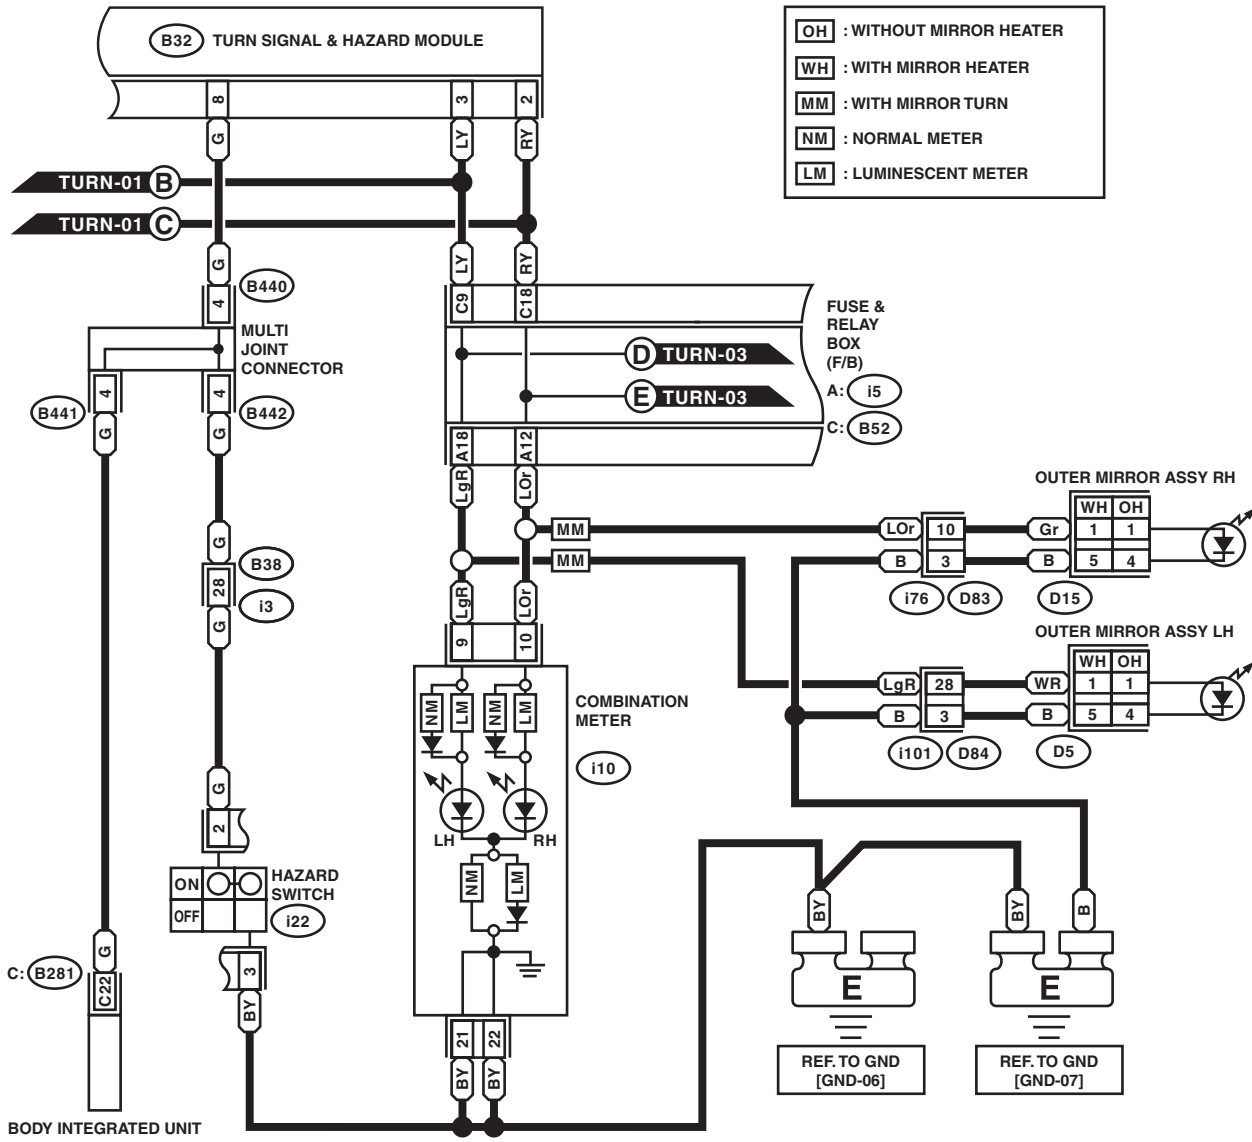 B32 TURN SIGNAL & HAZARD MODULE
8 3 2
G LY RY
OH : WITHOUT MIRROR HEATER
WH : WITH MIRROR HEATER
MM : WITH MIRROR TURN
NM : NORMAL METER
LM : LUMINESCENT METER
TURN-01 B
TURN-01 C
G LY RY
B440
4 C9 C18
MULTI
JOINT
CONNECTOR
FUSE &
RELAY
BOX
(F/B)
D TURN-03
E TURN-03
A: i5
C: B52
B441 4 4 B442
G G
A18 A12
LgR LOr
MM
MM
G
B38
28
i3
G
LgR LOr
9 10
OUTER MIRROR ASSY RH
WH OH
LOr 10 Gr 1 1
B 3 B 5 4
i76 D83 D15
OUTER MIRROR ASSY LH
WH OH
LgR 28 WR 1 1
B 3 B 5 4
i101 D84 D5
COMBINATION
METER
i10
NM LM NM LM
LH RH
NM LM
G
2
ON
OFF
HAZARD
SWITCH
i22
3
BY
C: B281
G
C22
BODY INTEGRATED UNIT
21 22
BY BY
BY BY B
E E
REF. TO GND
[GND-06]
REF. TO GND
[GND-07]